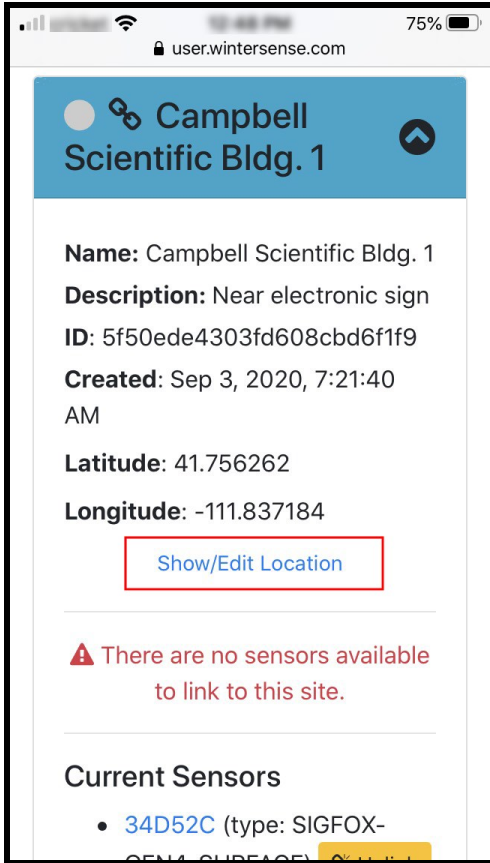 75%
user.wintersense.com
Campbell
Scientific Bldg. 1
Name: Campbell Scientific Bldg. 1
Description: Near electronic sign
ID: 5f50ede4303fd608cbd6f1f9
Created: Sep 3, 2020, 7:21:40
AM
Latitude: 41.756262
Longitude: -111.837184
Show/Edit Location
There are no sensors available
to link to this site.
Current Sensors
• 34D52C (type: SIGFOX-